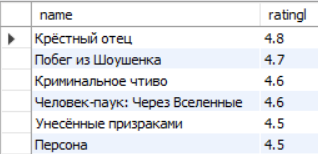 name ratingl
Крёстный отец 4.8
Побег из Шоушенка 4.7
Криминальное чтиво 4.6
Человек-паук: Через Вселенные 4.6
Унесённые призраками 4.5
Персона 4.5